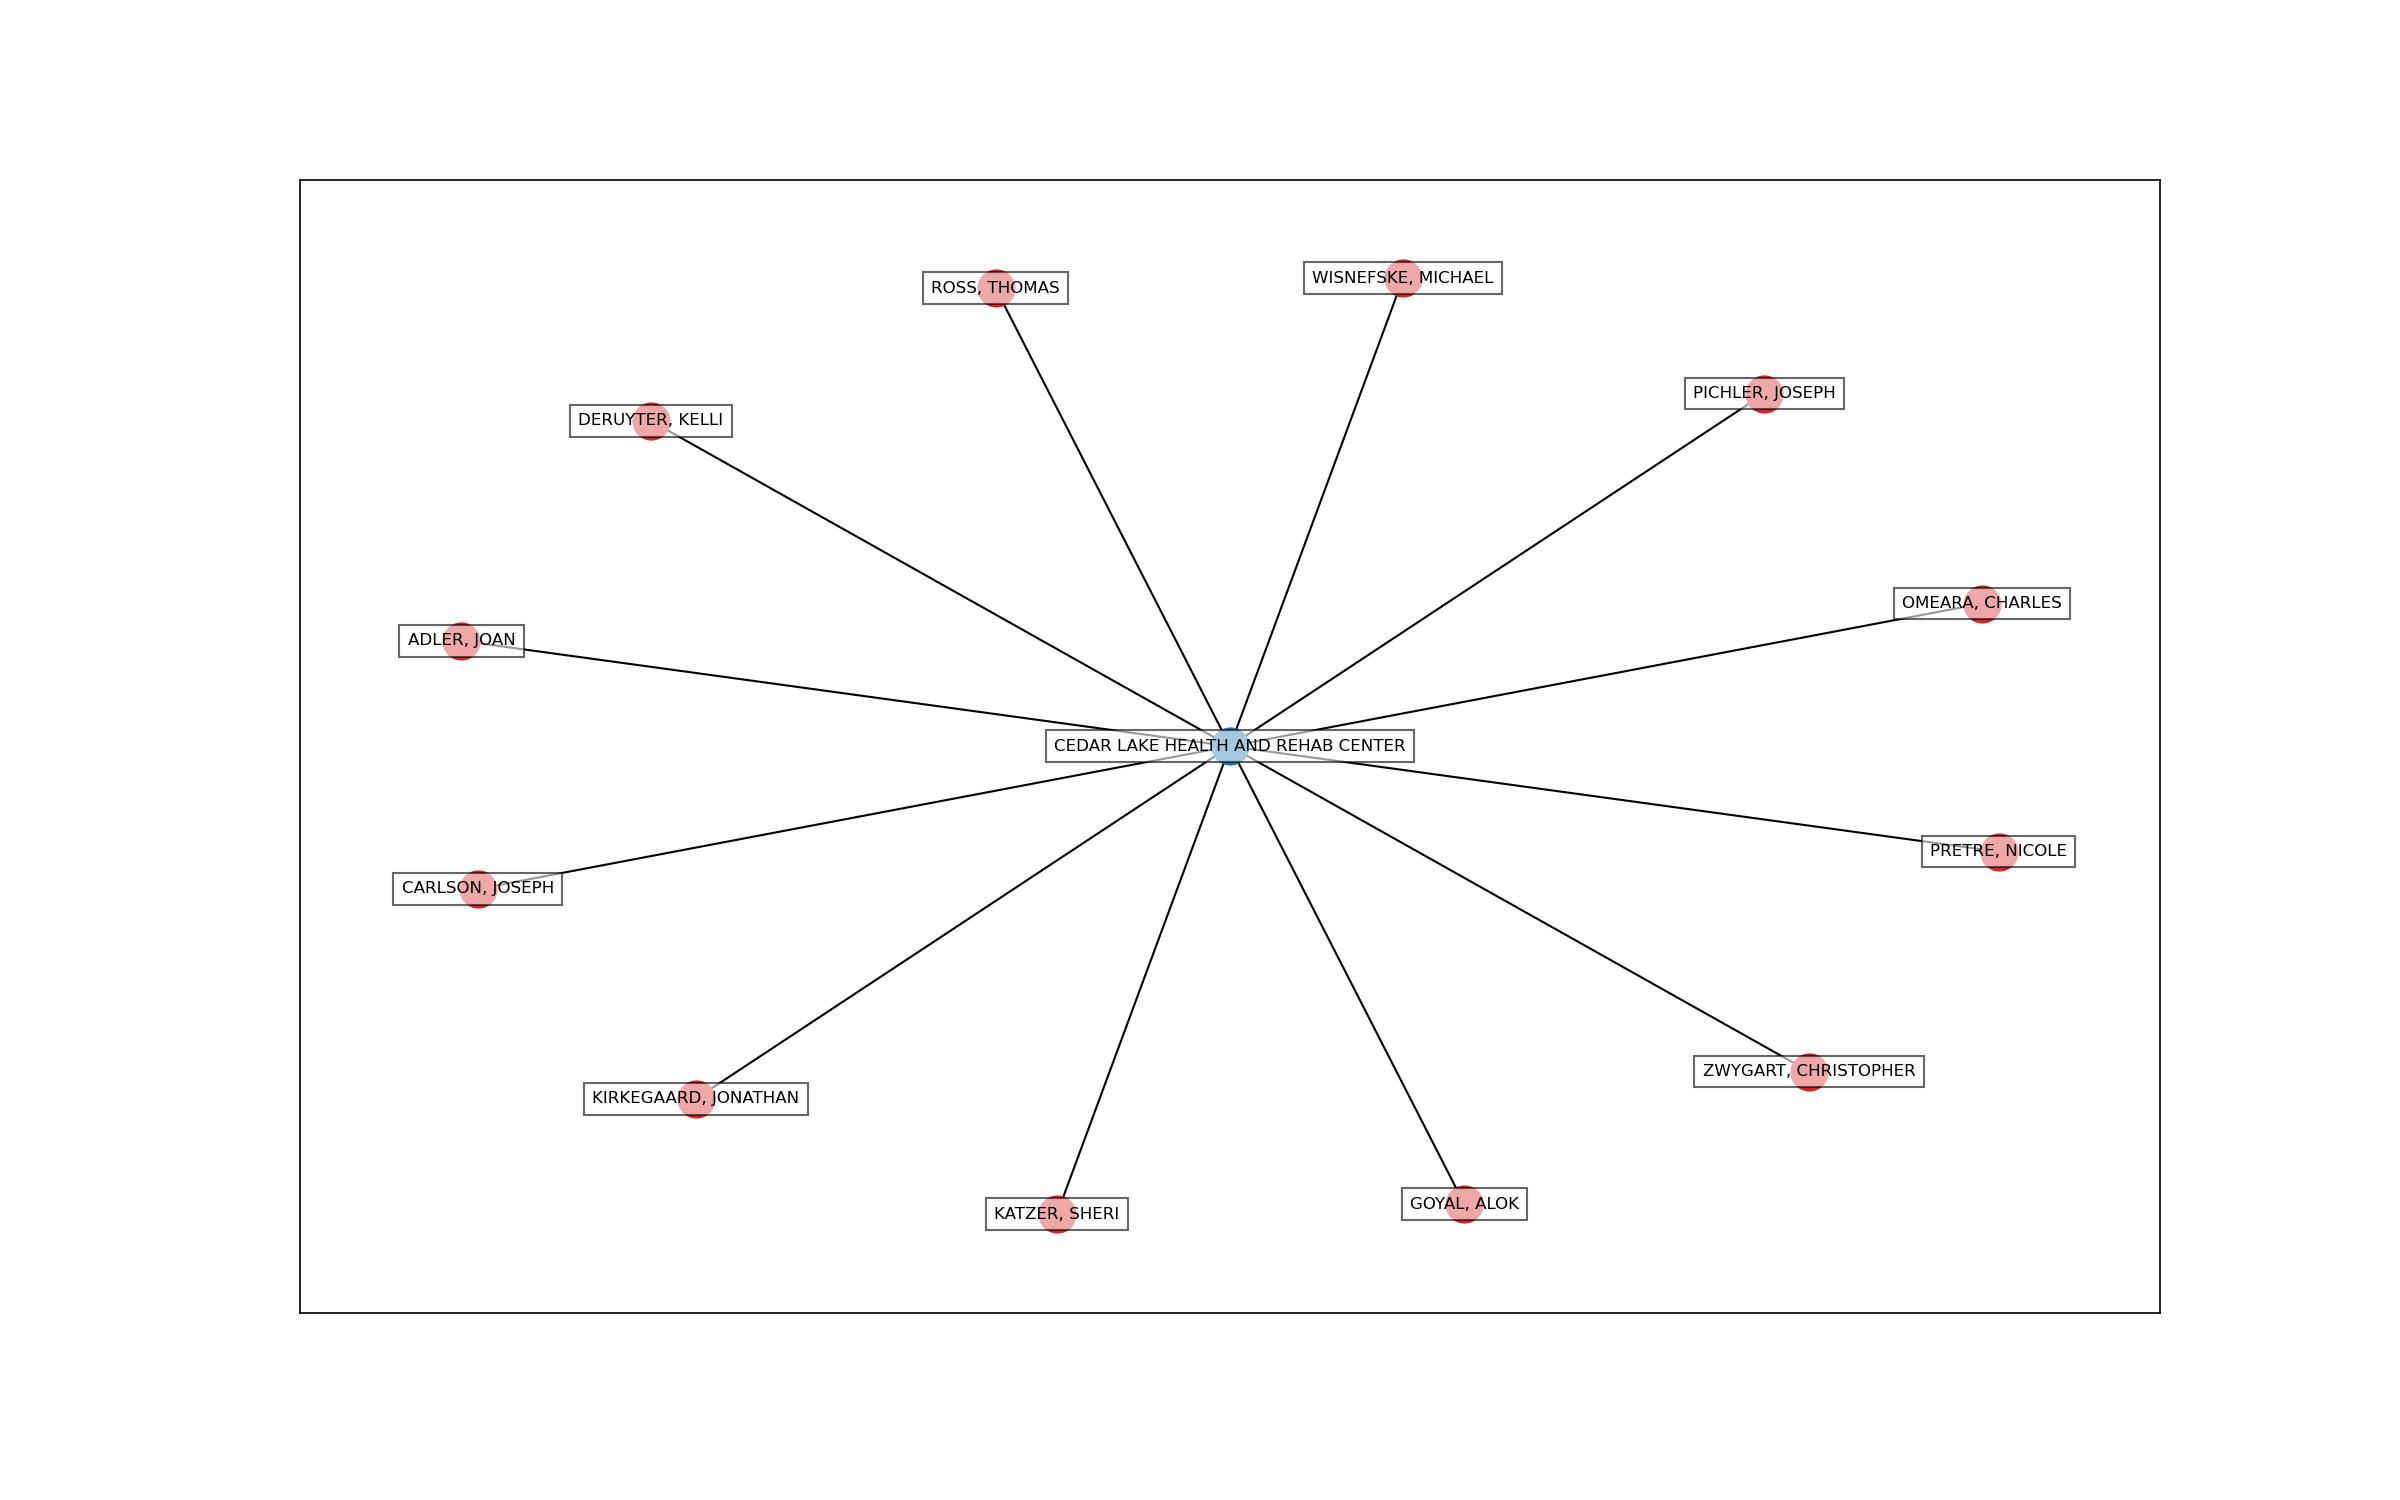 WISNEFSKE, MICHAEL
ROSS, THOMAS
PICHLER, JOSEPH
DERUYTER, KELLI
OMEARA, CHARLES
ADLER, JOAN
CEDAR LAKE HEALTH AND REHAB CENTER
PRETRE, NICOLE
CARLSON, JOSEPH
ZWYGART, CHRISTOPHER
KIRKEGAARD, JONATHAN
GOYAL, ALOK
KATZER, SHERI